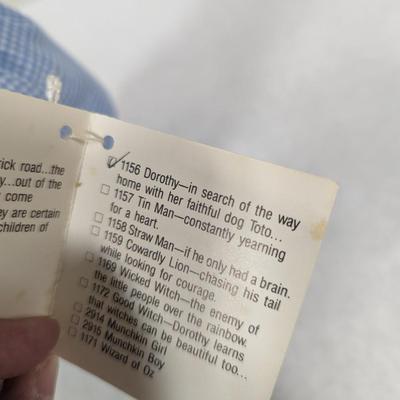 rick road...the
y...out of the
come
ey are certain
children of
1156 Dorothy—in search of the way
home with her faithful dog Toto...
1157 Tin Man—constantly yearning
for a heart.
1158 Straw Man—if he only had a brain.
1159 Cowardly Lion—chasing his tail
while looking for courage.
1169 Wicked Witch—the enemy of
the little people over the rainbow.
1172 Good Witch—Dorothy learns
that witches can be beautiful too...
2914 Munchkin Girl
2915 Munchkin Boy
1171 Wizard of Oz